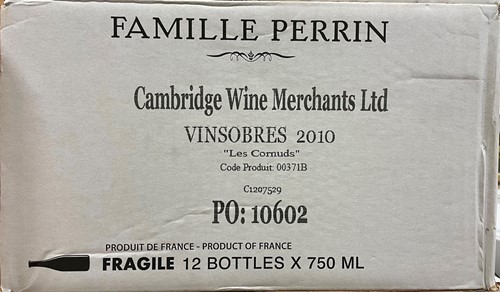 FAMILLE PERRIN
Cambridge Wine Merchants Ltd
VINSOBRES 2010
"Les Cornuds"
Code Produit: 00371B
C1207529
PO: 10602
PRODUIT DE FRANCE - PRODUCT OF FRANCE
FRAGILE 12 BOTTLES X 750 ML